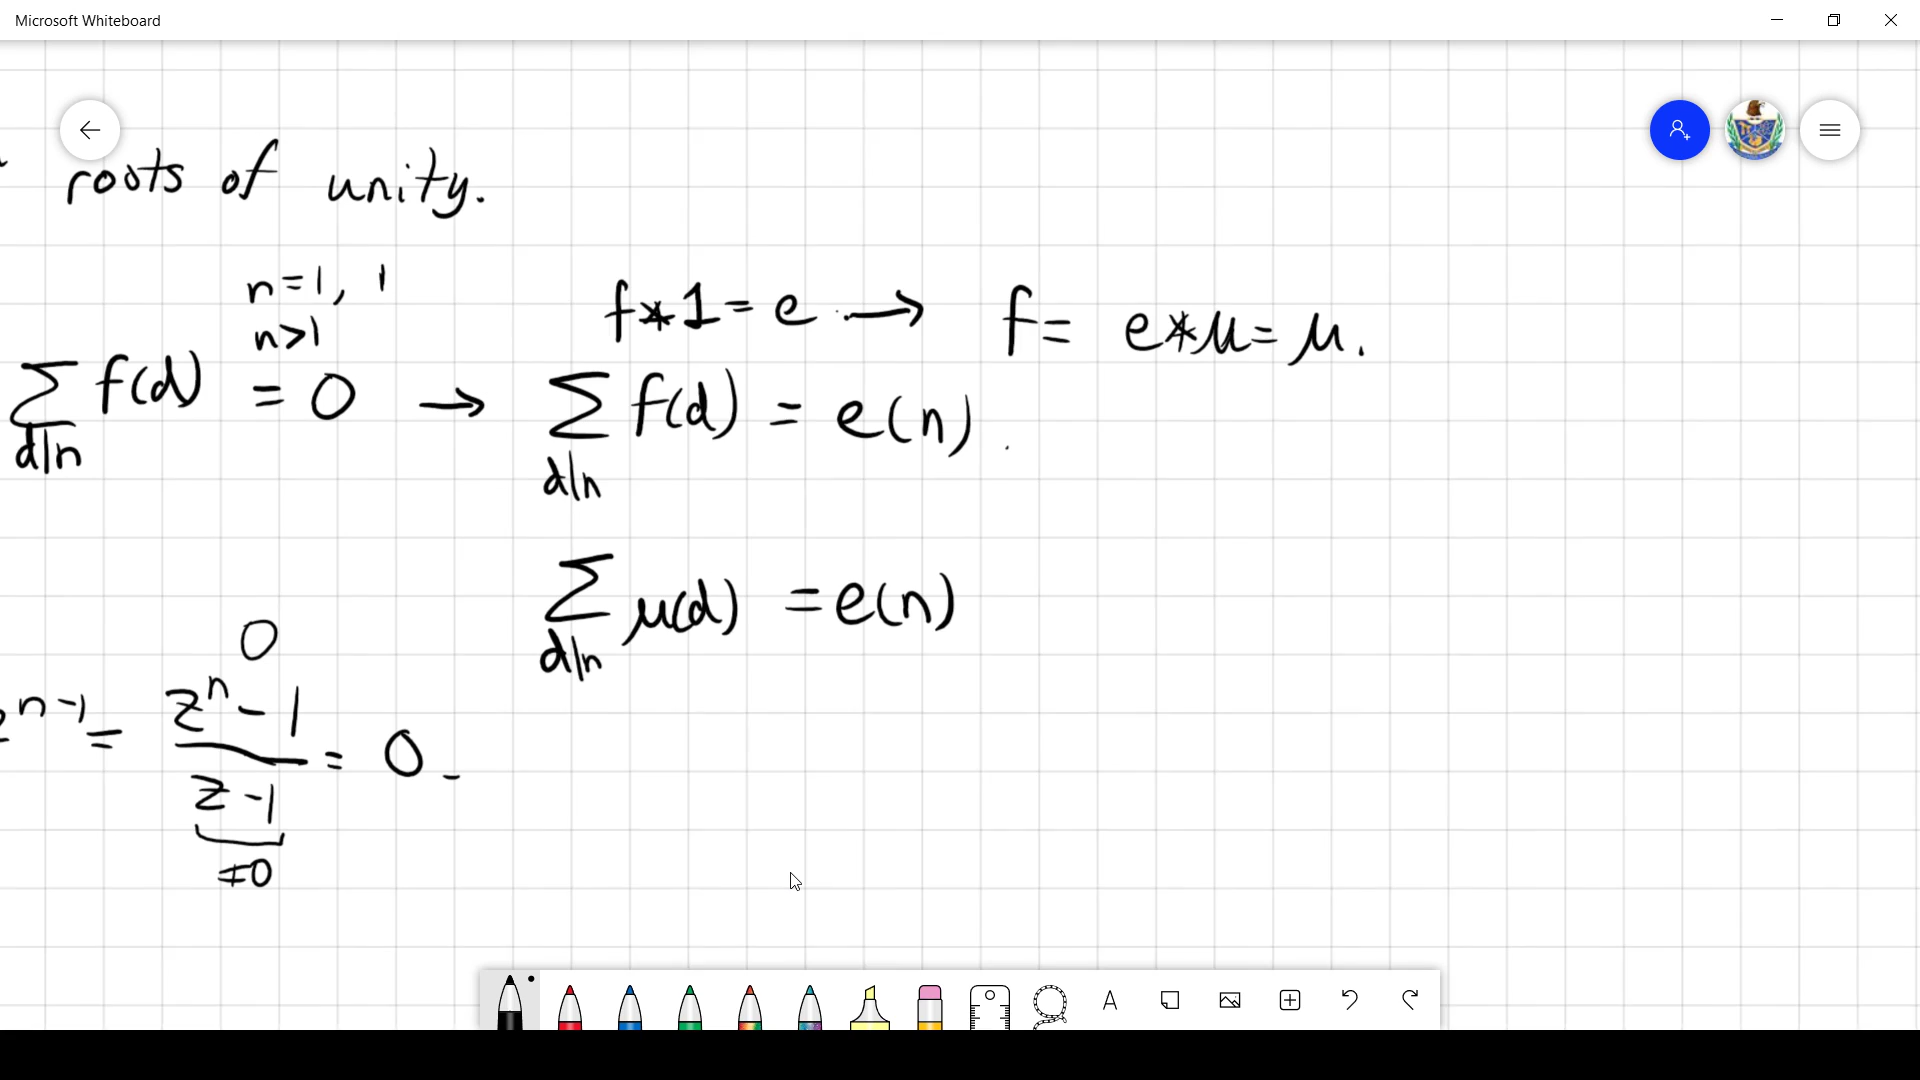 Microsoft Whiteboard
roots of unity.
n=1, 1
n>1
f*1=e → f= e*μ=μ.
∑ f(d) = 0 → ∑ f(d) = e(n).
d|n d|n
∑ μ(d) = e(n)
d|n
0
z^n-1 = z^n - 1 = 0.
z - 1
≠0
A